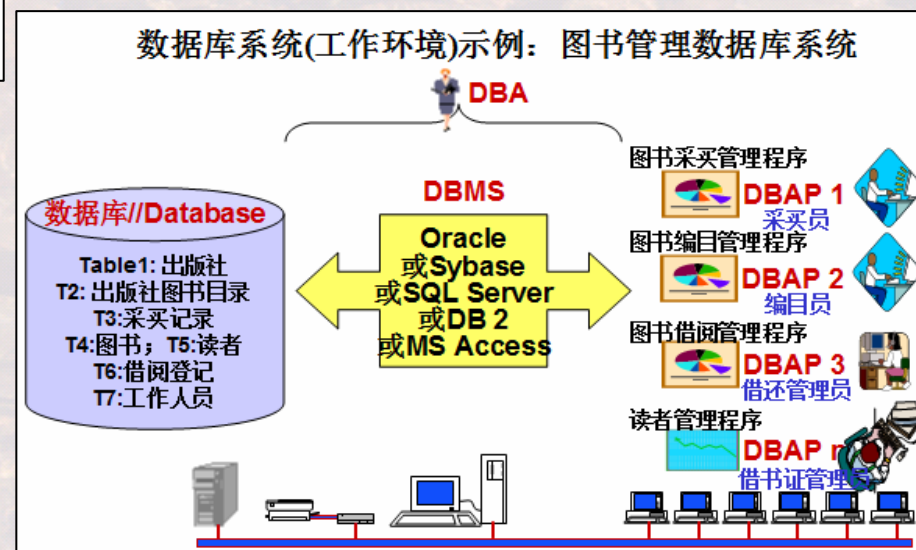 数据库系统(工作环境)示例：图书管理数据库系统
DBA
数据库//Database
Table1: 出版社
T2: 出版社图书目录
T3:采买记录
T4:图书；T5:读者
T6:借阅登记
T7:工作人员
DBMS
Oracle
或Sybase
或SQL Server
或DB 2
或MS Access
图书采买管理程序
DBAP 1
采买员
图书编目管理程序
DBAP 2
编目员
图书借阅管理程序
DBAP 3
借还管理员
读者管理程序
DBAP n
借书证管理员